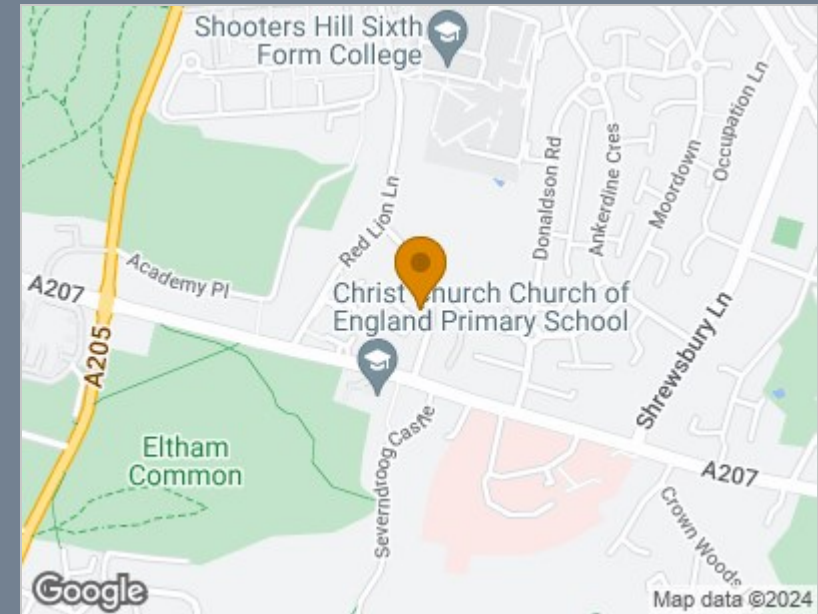 Shooters Hill Sixth
Form College
Occupation Ln
Donaldson Rd
Ankerdine Cres
Moordown
Red Lion Ln
Academy Pl
A207
Christ Church Church of
England Primary School
A205
Shrewsbury Ln
Eltham
Common
Severndroog Castle
A207
Crown Woods
Google
Map data ©2024